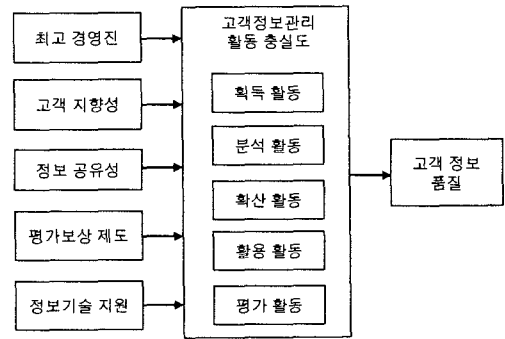 최고 경영진
고객 지향성
정보 공유성
평가보상 제도
정보기술 지원
고객정보관리
활동 충실도
획득 활동
분석 활동
확산 활동
활용 활동
평가 활동
고객 정보
품질